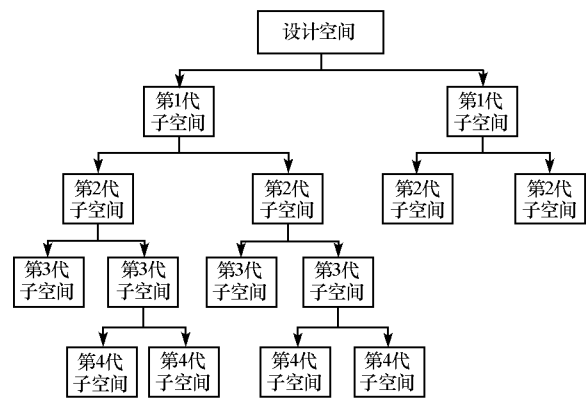 设计空间
第1代
子空间
第1代
子空间
第2代
子空间
第2代
子空间
第2代
子空间
第2代
子空间
第3代
子空间
第3代
子空间
第3代
子空间
第3代
子空间
第4代
子空间
第4代
子空间
第4代
子空间
第4代
子空间